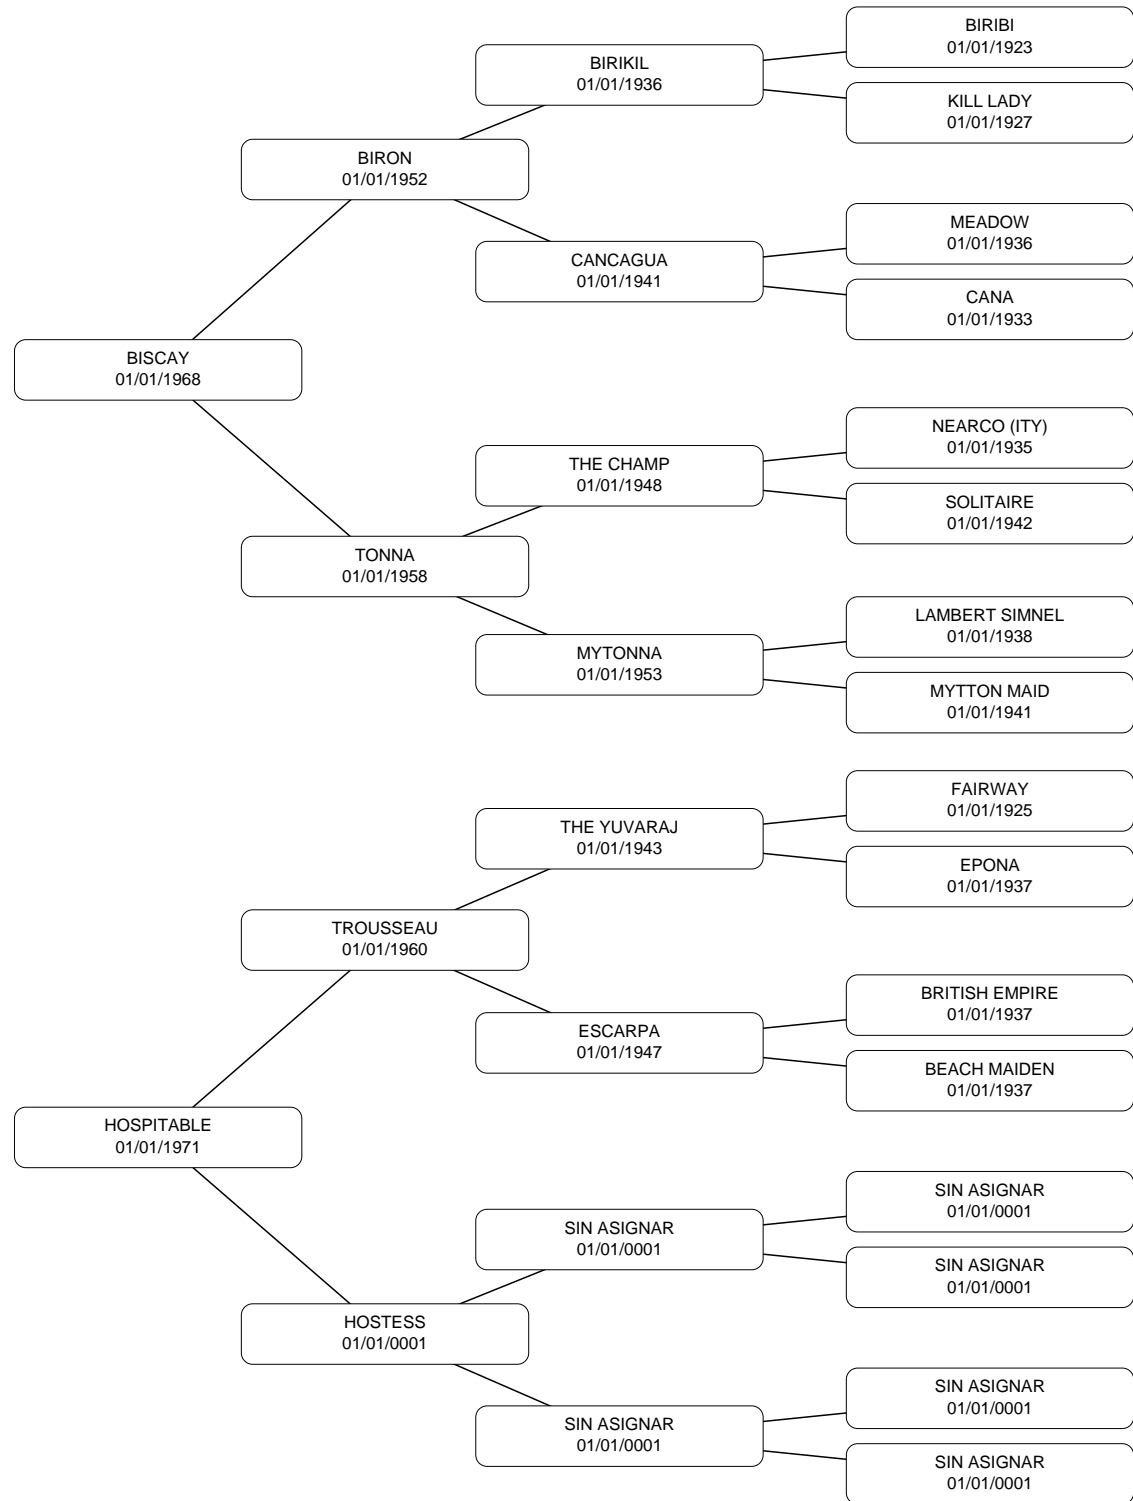 BIRIBI
01/01/1923
BIRIKIL
01/01/1936
KILL LADY
01/01/1927
BIRON
01/01/1952
MEADOW
01/01/1936
CANCAGUA
01/01/1941
CANA
01/01/1933
BISCAY
01/01/1968
NEARCO (ITY)
01/01/1935
THE CHAMP
01/01/1948
SOLITAIRE
01/01/1942
TONNA
01/01/1958
LAMBERT SIMNEL
01/01/1938
MYTONNA
01/01/1953
MYTTON MAID
01/01/1941
FAIRWAY
01/01/1925
THE YUVARAJ
01/01/1943
EPONA
01/01/1937
TROUSSEAU
01/01/1960
BRITISH EMPIRE
01/01/1937
ESCARPA
01/01/1947
BEACH MAIDEN
01/01/1937
HOSPITABLE
01/01/1971
SIN ASIGNAR
01/01/0001
SIN ASIGNAR
01/01/0001
SIN ASIGNAR
01/01/0001
HOSTESS
01/01/0001
SIN ASIGNAR
01/01/0001
SIN ASIGNAR
01/01/0001
SIN ASIGNAR
01/01/0001